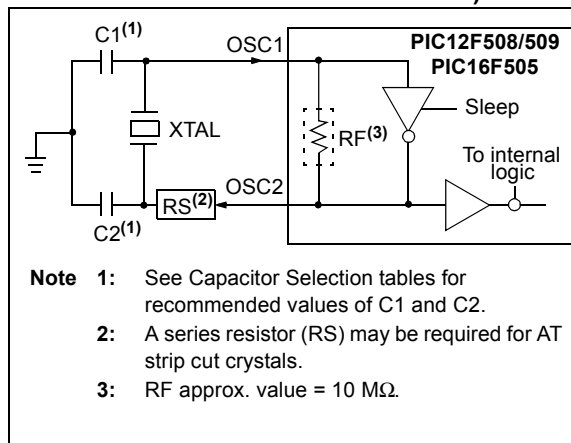 C1(1)
OSC1
PIC12F508/509
PIC16F505
Sleep
XTAL
RF(3)
To internal
logic
OSC2
RS(2)
C2(1)
Note 1: See Capacitor Selection tables for
recommended values of C1 and C2.
2: A series resistor (RS) may be required for AT
strip cut crystals.
3: RF approx. value = 10 MΩ.